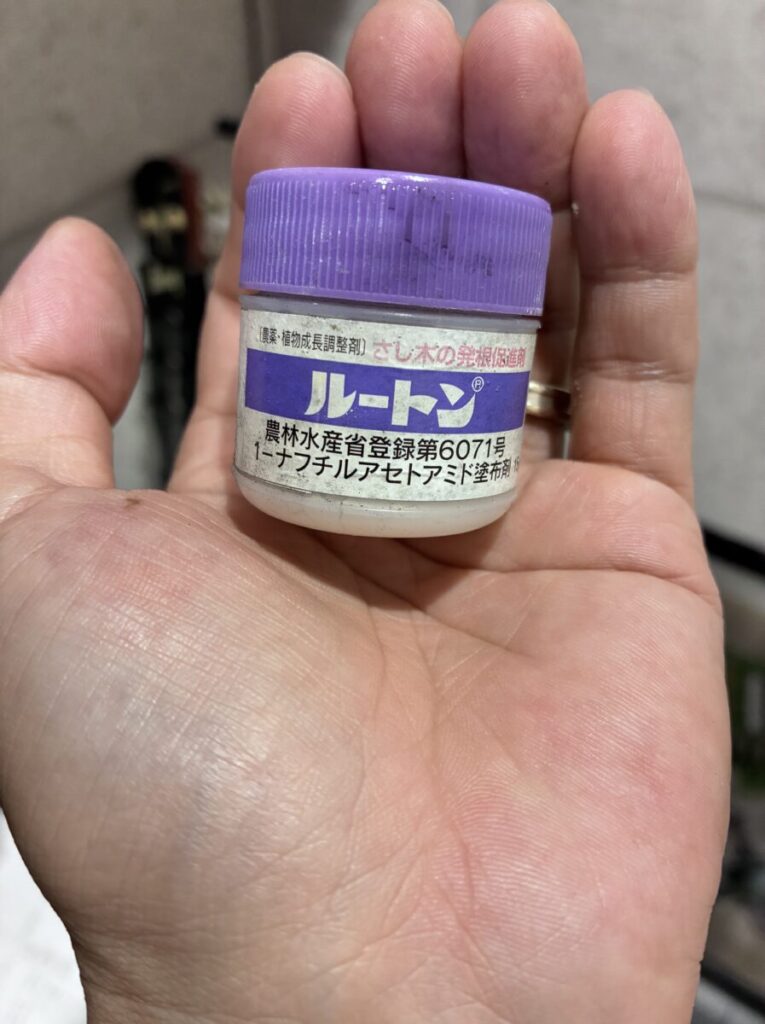 〔農薬・植物成長調整剤〕 さし木の発根促進剤
ルートンⓅ
農林水産省登録第6071号
1-ナフチルアセトアミド塗布剤